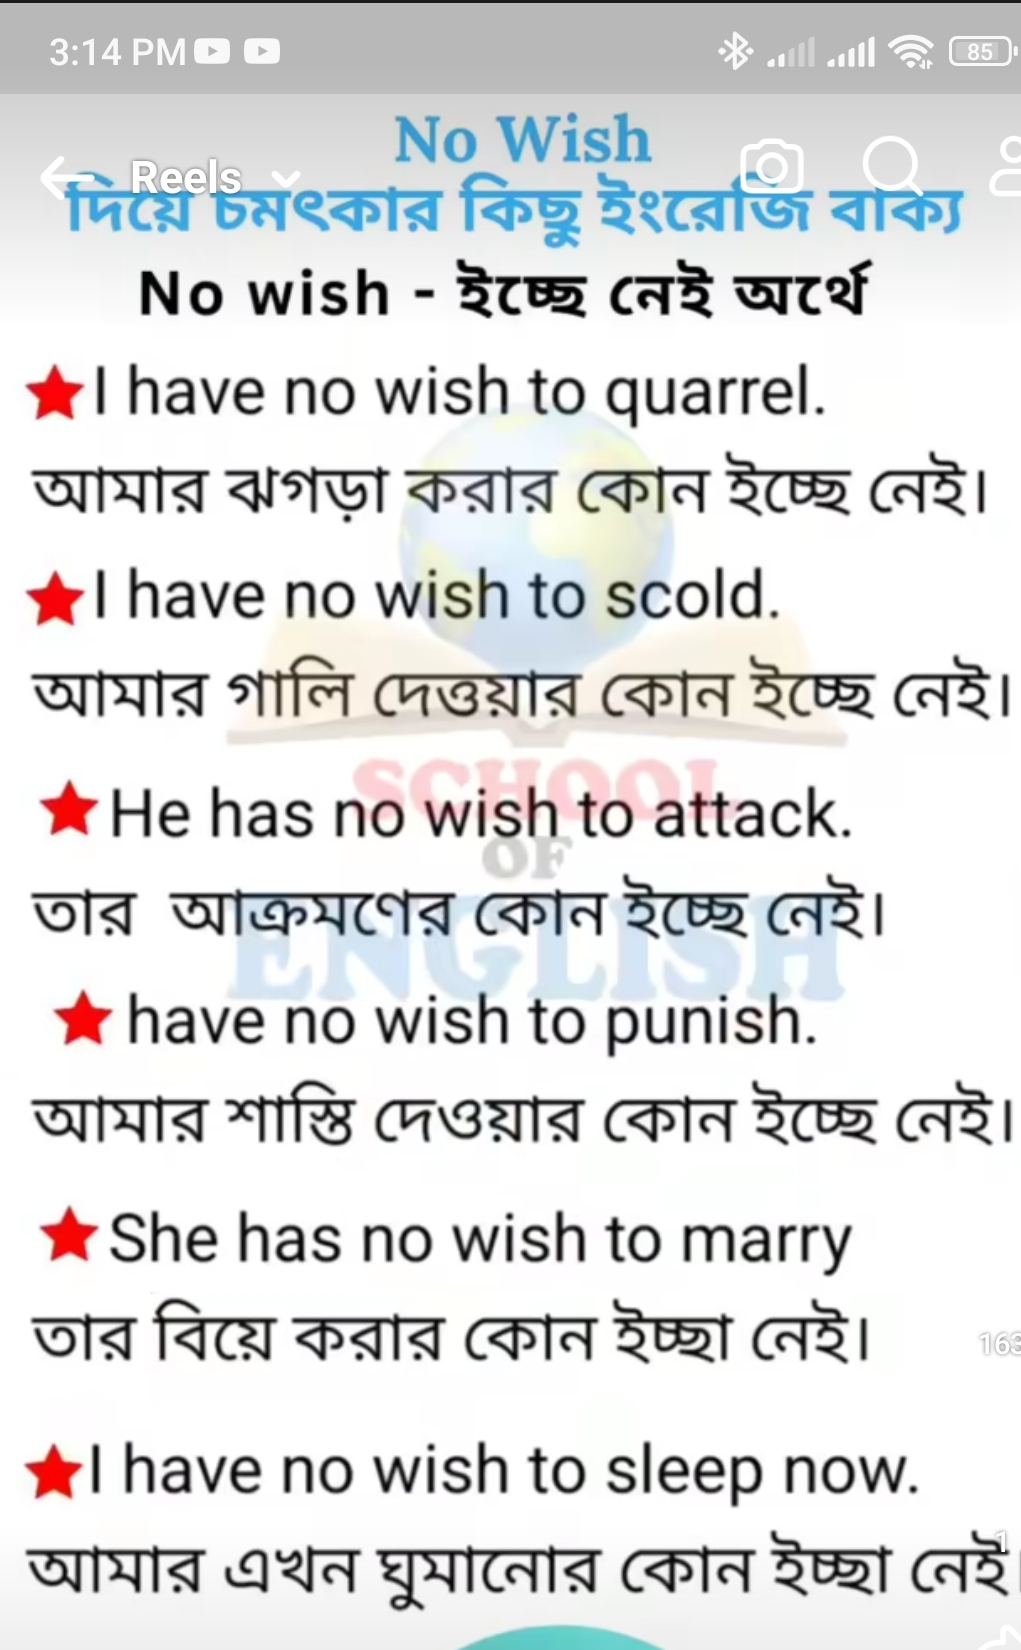 3:14 PM
85
No Wish
Reels
দিয়ে চমৎকার কিছু ইংরেজি বাক্য
No wish - ইচ্ছে নেই অর্থে
I have no wish to quarrel.
আমার ঝগড়া করার কোন ইচ্ছে নেই।
I have no wish to scold.
আমার গালি দেওয়ার কোন ইচ্ছে নেই।
SCHOOL
He has no wish to attack.
OF
তার আক্রমণের কোন ইচ্ছে নেই।
ENGLISH
have no wish to punish.
আমার শাস্তি দেওয়ার কোন ইচ্ছে নেই।
She has no wish to marry
তার বিয়ে করার কোন ইচ্ছা নেই।
I have no wish to sleep now.
আমার এখন ঘুমানোর কোন ইচ্ছা নেই।